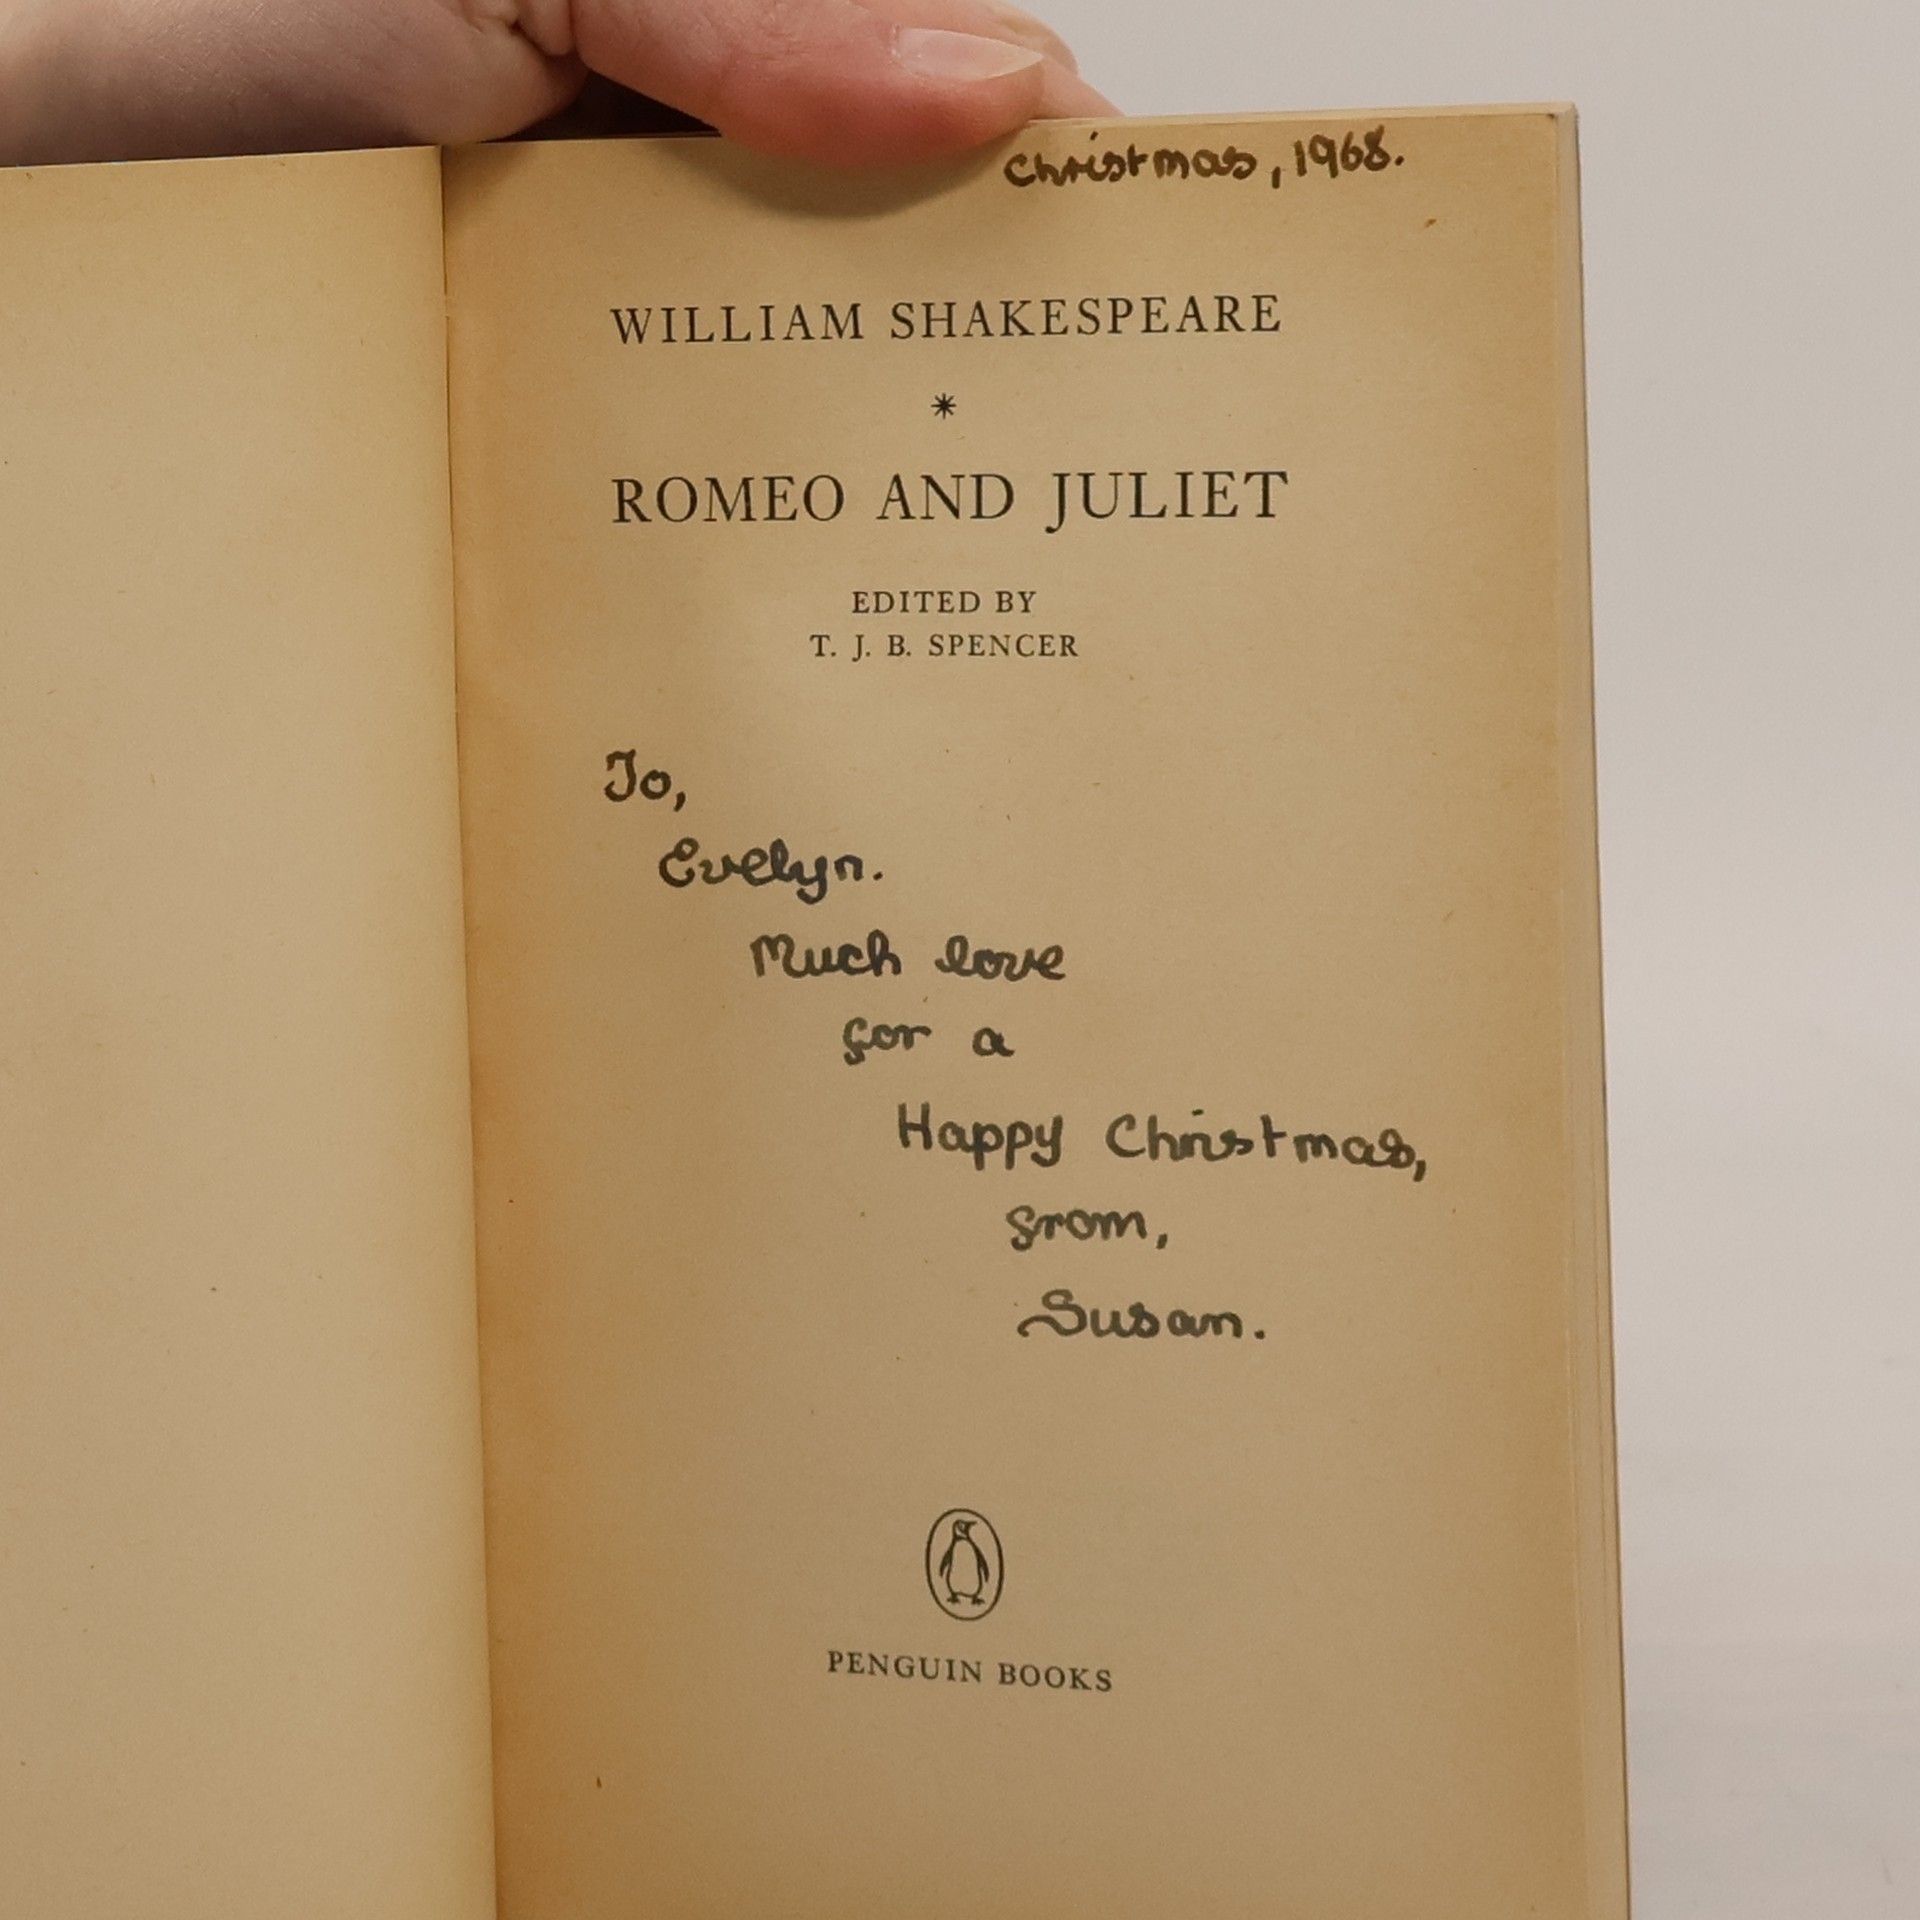 Christmas, 1968.
WILLIAM SHAKESPEARE
*
ROMEO AND JULIET
EDITED BY
T. J. B. SPENCER
To,
Evelyn.
Much love
for a
Happy Christmas,
from,
Susan.
PENGUIN BOOKS